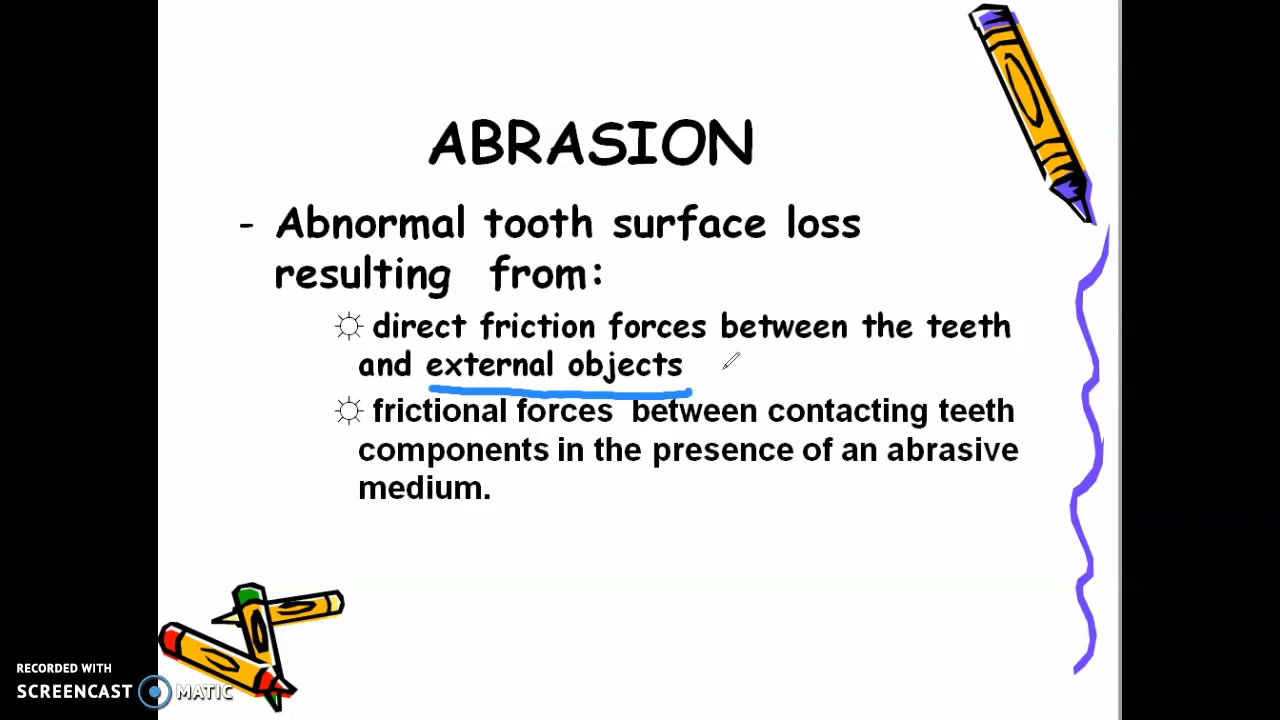 ABRASION
- Abnormal tooth surface loss
resulting from:
☼ direct friction forces between the teeth
and external objects
☼ frictional forces between contacting teeth
components in the presence of an abrasive
medium.
RECORDED WITH
SCREENCAST MATIC